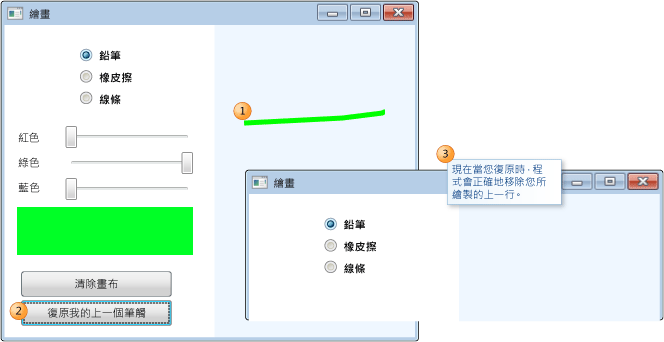 繪畫
鉛筆
橡皮擦
線條
紅色
綠色
藍色
清除畫布
2
復原我的上一個筆觸
1
3
現在當您復原時，程
式會正確地移除您所
繪製的上一行。
繪畫
鉛筆
橡皮擦
線條